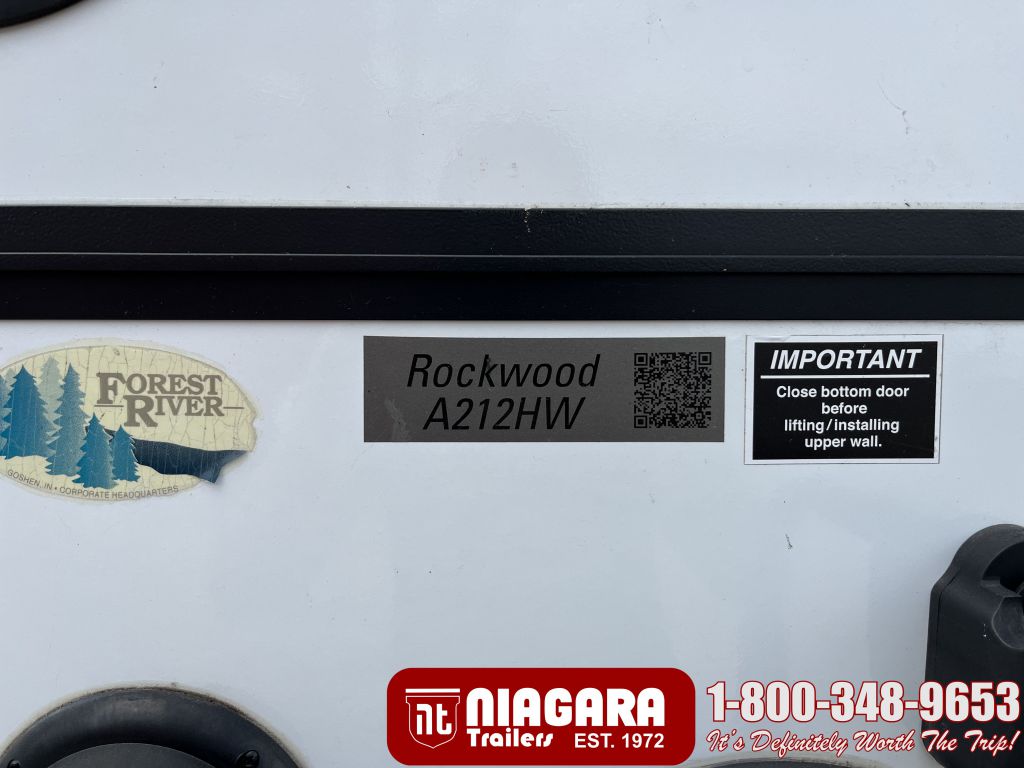 FOREST
RIVER
GOSHEN, IN • CORPORATE HEADQUARTERS
Rockwood
A212HW
IMPORTANT
Close bottom door
before
lifting/installing
upper wall.
nt NIAGARA
Trailers EST. 1972
1-800-348-9653
It's Definitely Worth The Trip!